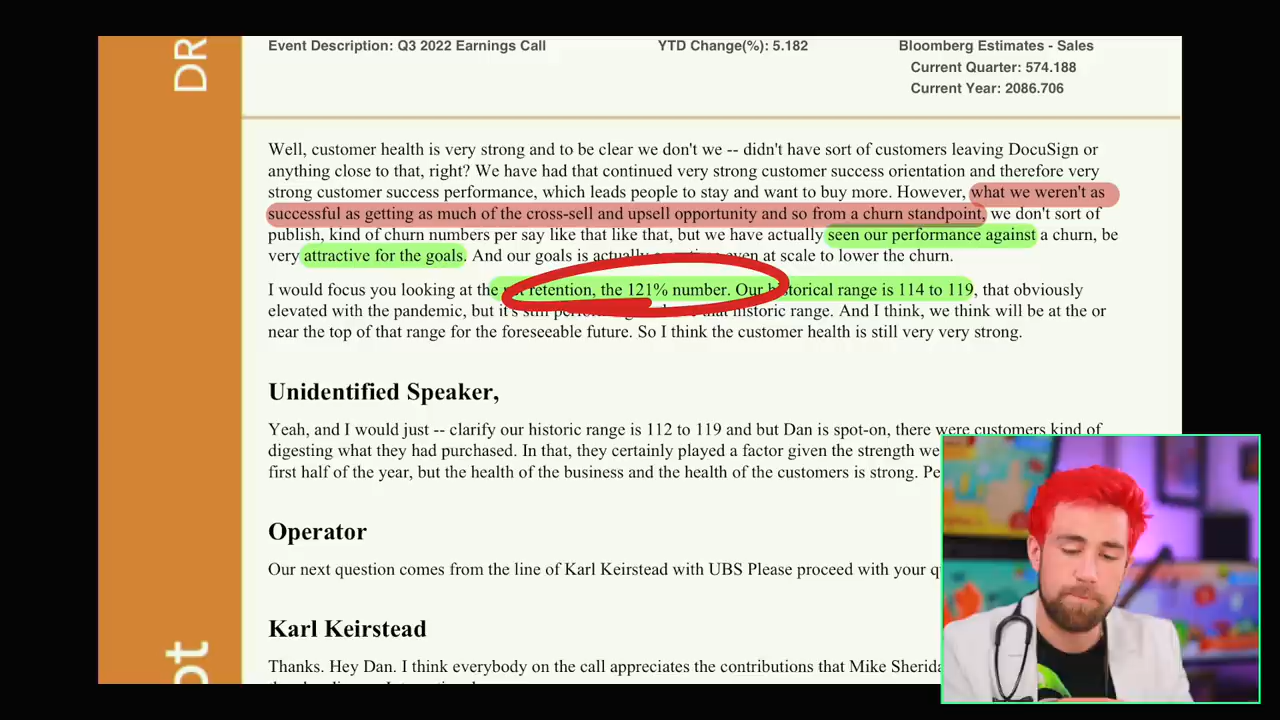 DR
Event Description: Q3 2022 Earnings Call YTD Change(%): 5.182 Bloomberg Estimates - Sales
Current Quarter: 574.188
Current Year: 2086.706
Well, customer health is very strong and to be clear we don't we -- didn't have sort of customers leaving DocuSign or
anything close to that, right? We have had that continued very strong customer success orientation and therefore very
strong customer success performance, which leads people to stay and want to buy more. However, what we weren't as
successful as getting as much of the cross-sell and upsell opportunity and so from a churn standpoint, we don't sort of
publish, kind of churn numbers per say like that like that, but we have actually seen our performance against a churn, be
very attractive for the goals. And our goals is actually even at scale to lower the churn.
I would focus you looking at the net retention, the 121% number. Our historical range is 114 to 119, that obviously
elevated with the pandemic, but it's still that historic range. And I think, we think will be at the or
near the top of that range for the foreseeable future. So I think the customer health is still very very strong.
Unidentified Speaker,
Yeah, and I would just -- clarify our historic range is 112 to 119 and but Dan is spot-on, there were customers kind of
digesting what they had purchased. In that, they certainly played a factor given the strength we
first half of the year, but the health of the business and the health of the customers is strong. Pe
Operator
Our next question comes from the line of Karl Keirstead with UBS Please proceed with your q
Karl Keirstead
Thanks. Hey Dan. I think everybody on the call appreciates the contributions that Mike Sherida
ot